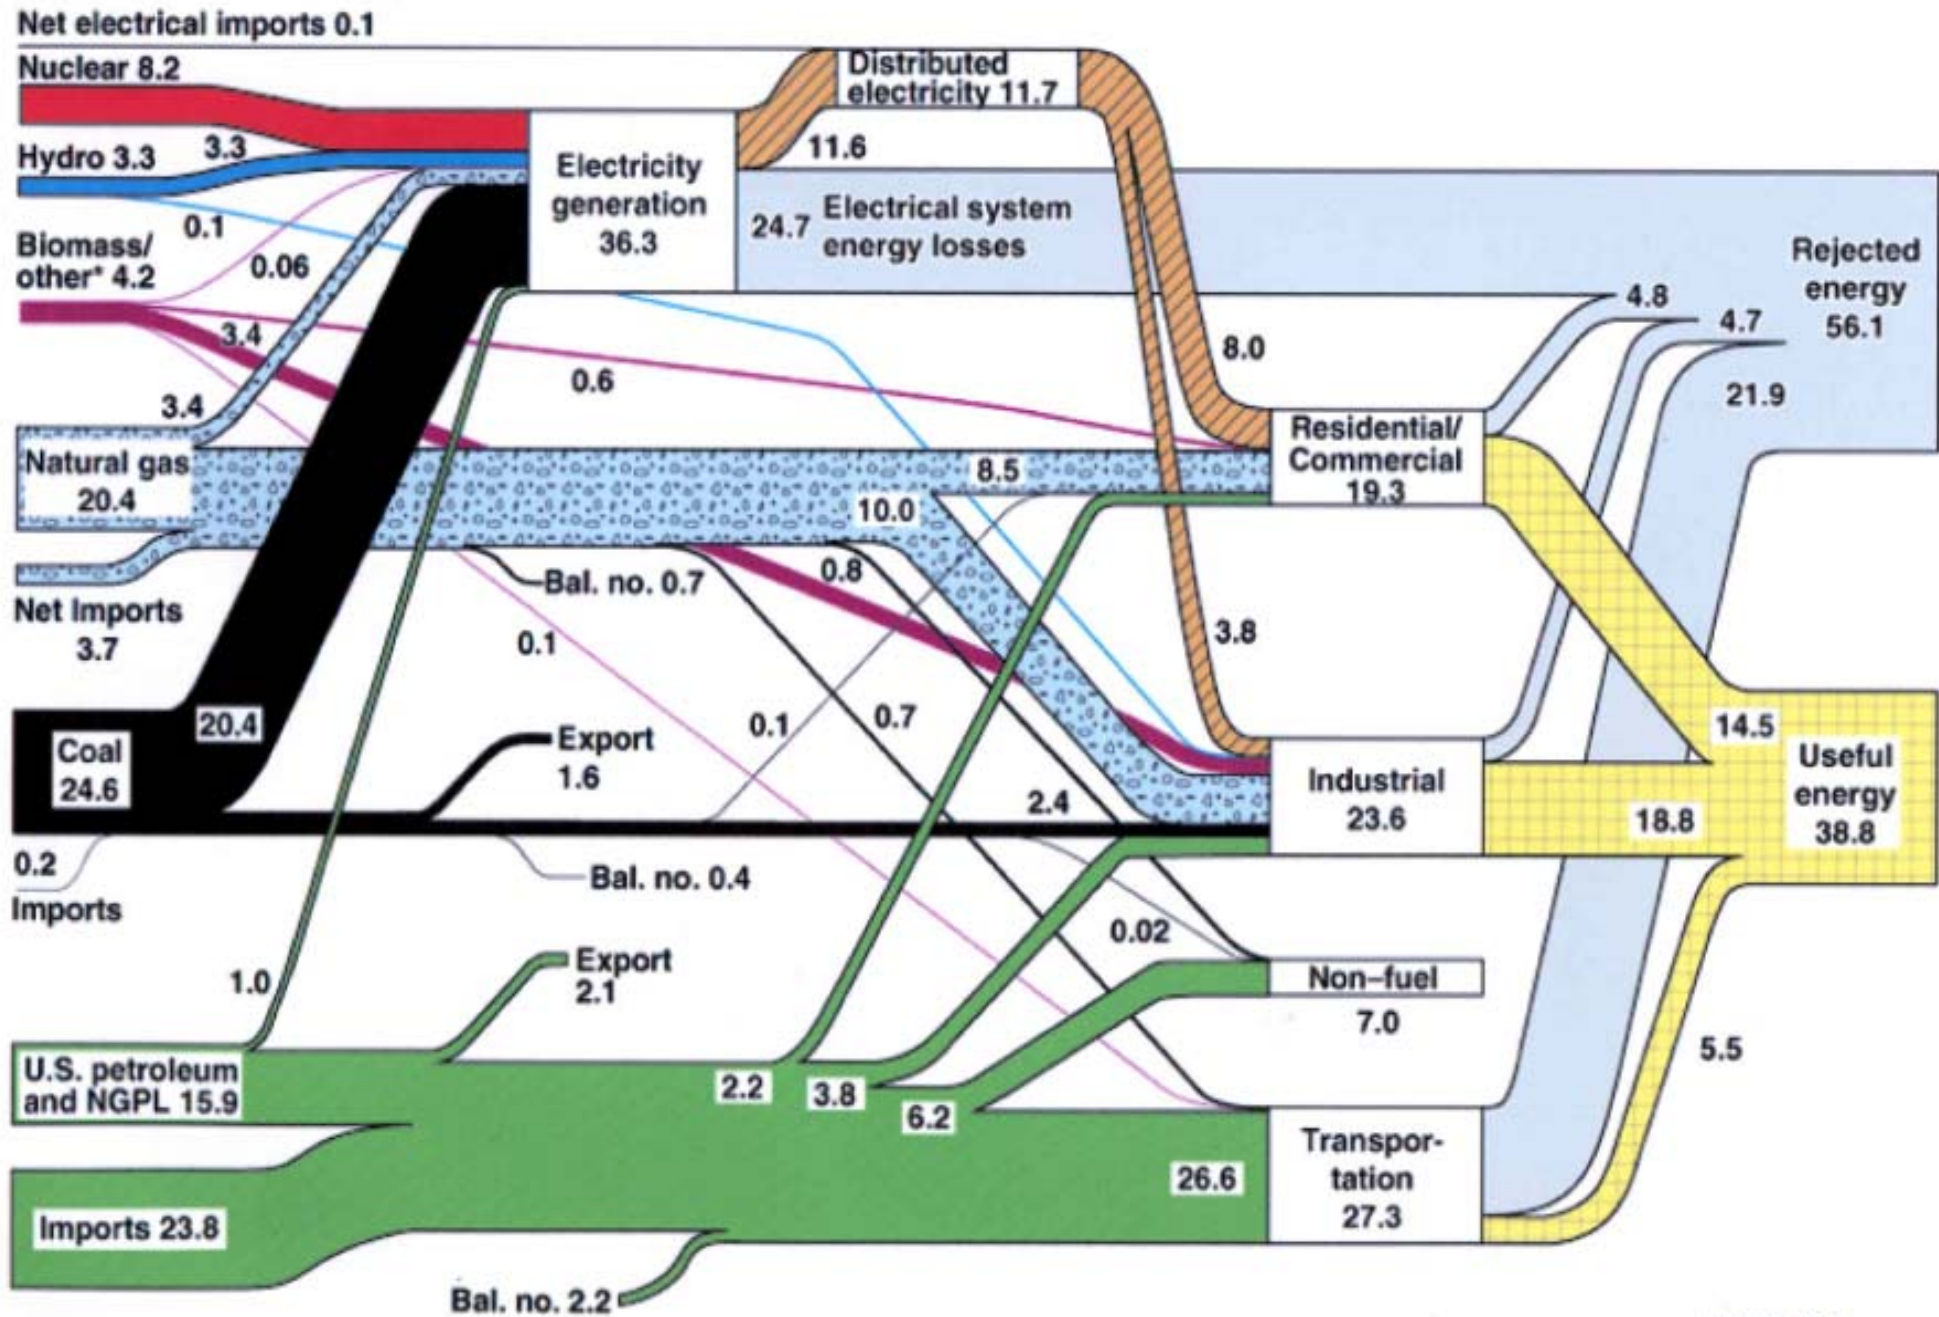 Net electrical imports 0.1
Nuclear 8.2
Hydro 3.3
3.3
0.1
Biomass/
other* 4.2
0.06
3.4
3.4
Natural gas
20.4
Net Imports
3.7
Coal
24.6
20.4
0.2
Imports
1.0
U.S. petroleum
and NGPL 15.9
Imports 23.8
Electricity
generation
36.3
Distributed
electricity 11.7
11.6
24.7
Electrical system
energy losses
0.6
8.5
10.0
Bal. no. 0.7
0.8
0.1
0.1
0.7
Export
1.6
2.4
Bal. no. 0.4
0.02
Export
2.1
2.2
3.8
6.2
26.6
Bal. no. 2.2
8.0
3.8
Residential/
Commercial
19.3
Industrial
23.6
Non–fuel
7.0
Transpor-
tation
27.3
4.8
4.7
21.9
Rejected
energy
56.1
14.5
18.8
5.5
Useful
energy
38.8